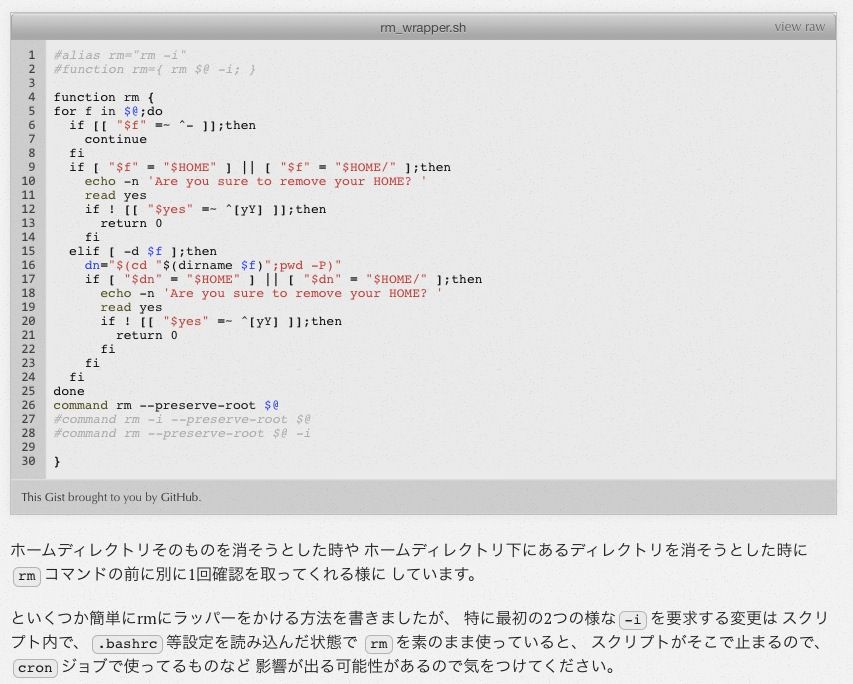 rm_wrapper.sh view raw
1 #alias rm="rm -i"
2 #function rm={ rm $@ -i; }
3
4 function rm {
5 for f in $@;do
6 if [[ "$f" =~ ^- ]];then
7 continue
8 fi
9 if [ "$f" = "$HOME" ] || [ "$f" = "$HOME/" ];then
10 echo -n 'Are you sure to remove your HOME? '
11 read yes
12 if ! [[ "$yes" =~ ^[yY] ]];then
13 return 0
14 fi
15 elif [ -d $f ];then
16 dn="$(cd "$(dirname $f)";pwd -P)"
17 if [ "$dn" = "$HOME" ] || [ "$dn" = "$HOME/" ];then
18 echo -n 'Are you sure to remove your HOME? '
19 read yes
20 if ! [[ "$yes" =~ ^[yY] ]];then
21 return 0
22 fi
23 fi
24 fi
25 done
26 command rm --preserve-root $@
27 #command rm -i --preserve-root $@
28 #command rm --preserve-root $@ -i
29
30 }
This Gist brought to you by GitHub.
ホームディレクトリそのものを消そうとした時や ホームディレクトリ下にあるディレクトリを消そうとした時に
rm コマンドの前に別に1回確認を取ってくれる様に しています。
といくつか簡単にrmにラッパーをかける方法を書きましたが、 特に最初の2つの様な -i を要求する変更は スクリ
プト内で、 .bashrc 等設定を読み込んだ状態で rm を素のまま使っていると、 スクリプトがそこで止まるので、
cron ジョブで使ってるものなど 影響が出る可能性があるので気をつけてください。